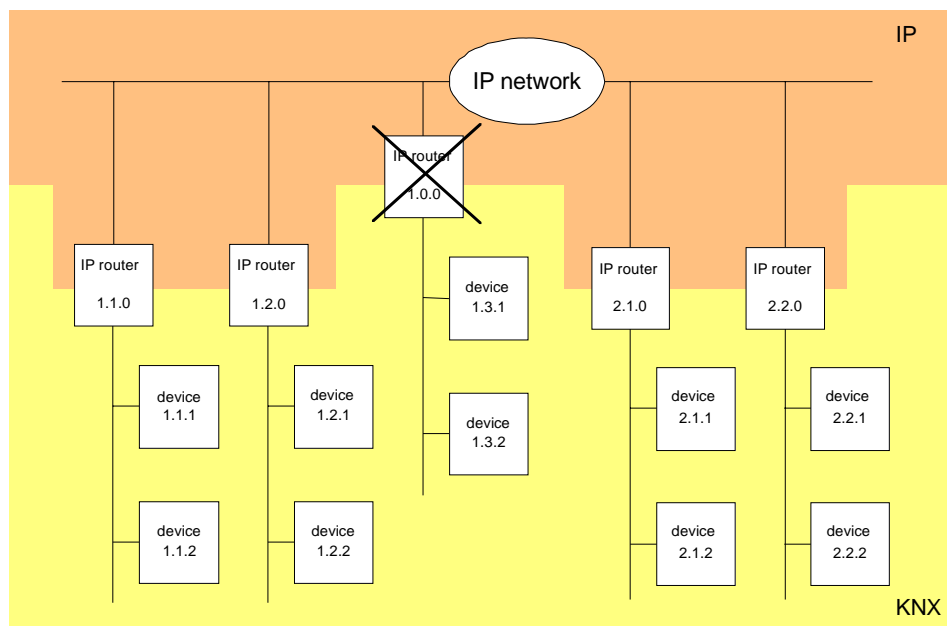 IP
IP network
IP router
1.0.0
IP router
1.1.0
IP router
1.2.0
device
1.3.1
IP router
2.1.0
IP router
2.2.0
device
1.1.1
device
1.2.1
device
1.3.2
device
2.1.1
device
2.2.1
device
1.1.2
device
1.2.2
device
2.1.2
device
2.2.2
KNX